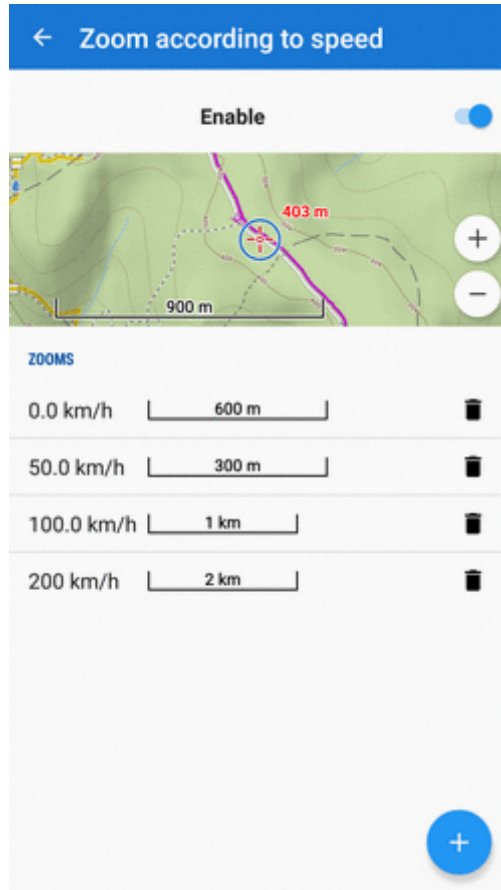 Zoom according to speed
Enable
403 m
900 m
ZOOMS
0.0 km/h 600 m
50.0 km/h 300 m
100.0 km/h 1 km
200 km/h 2 km